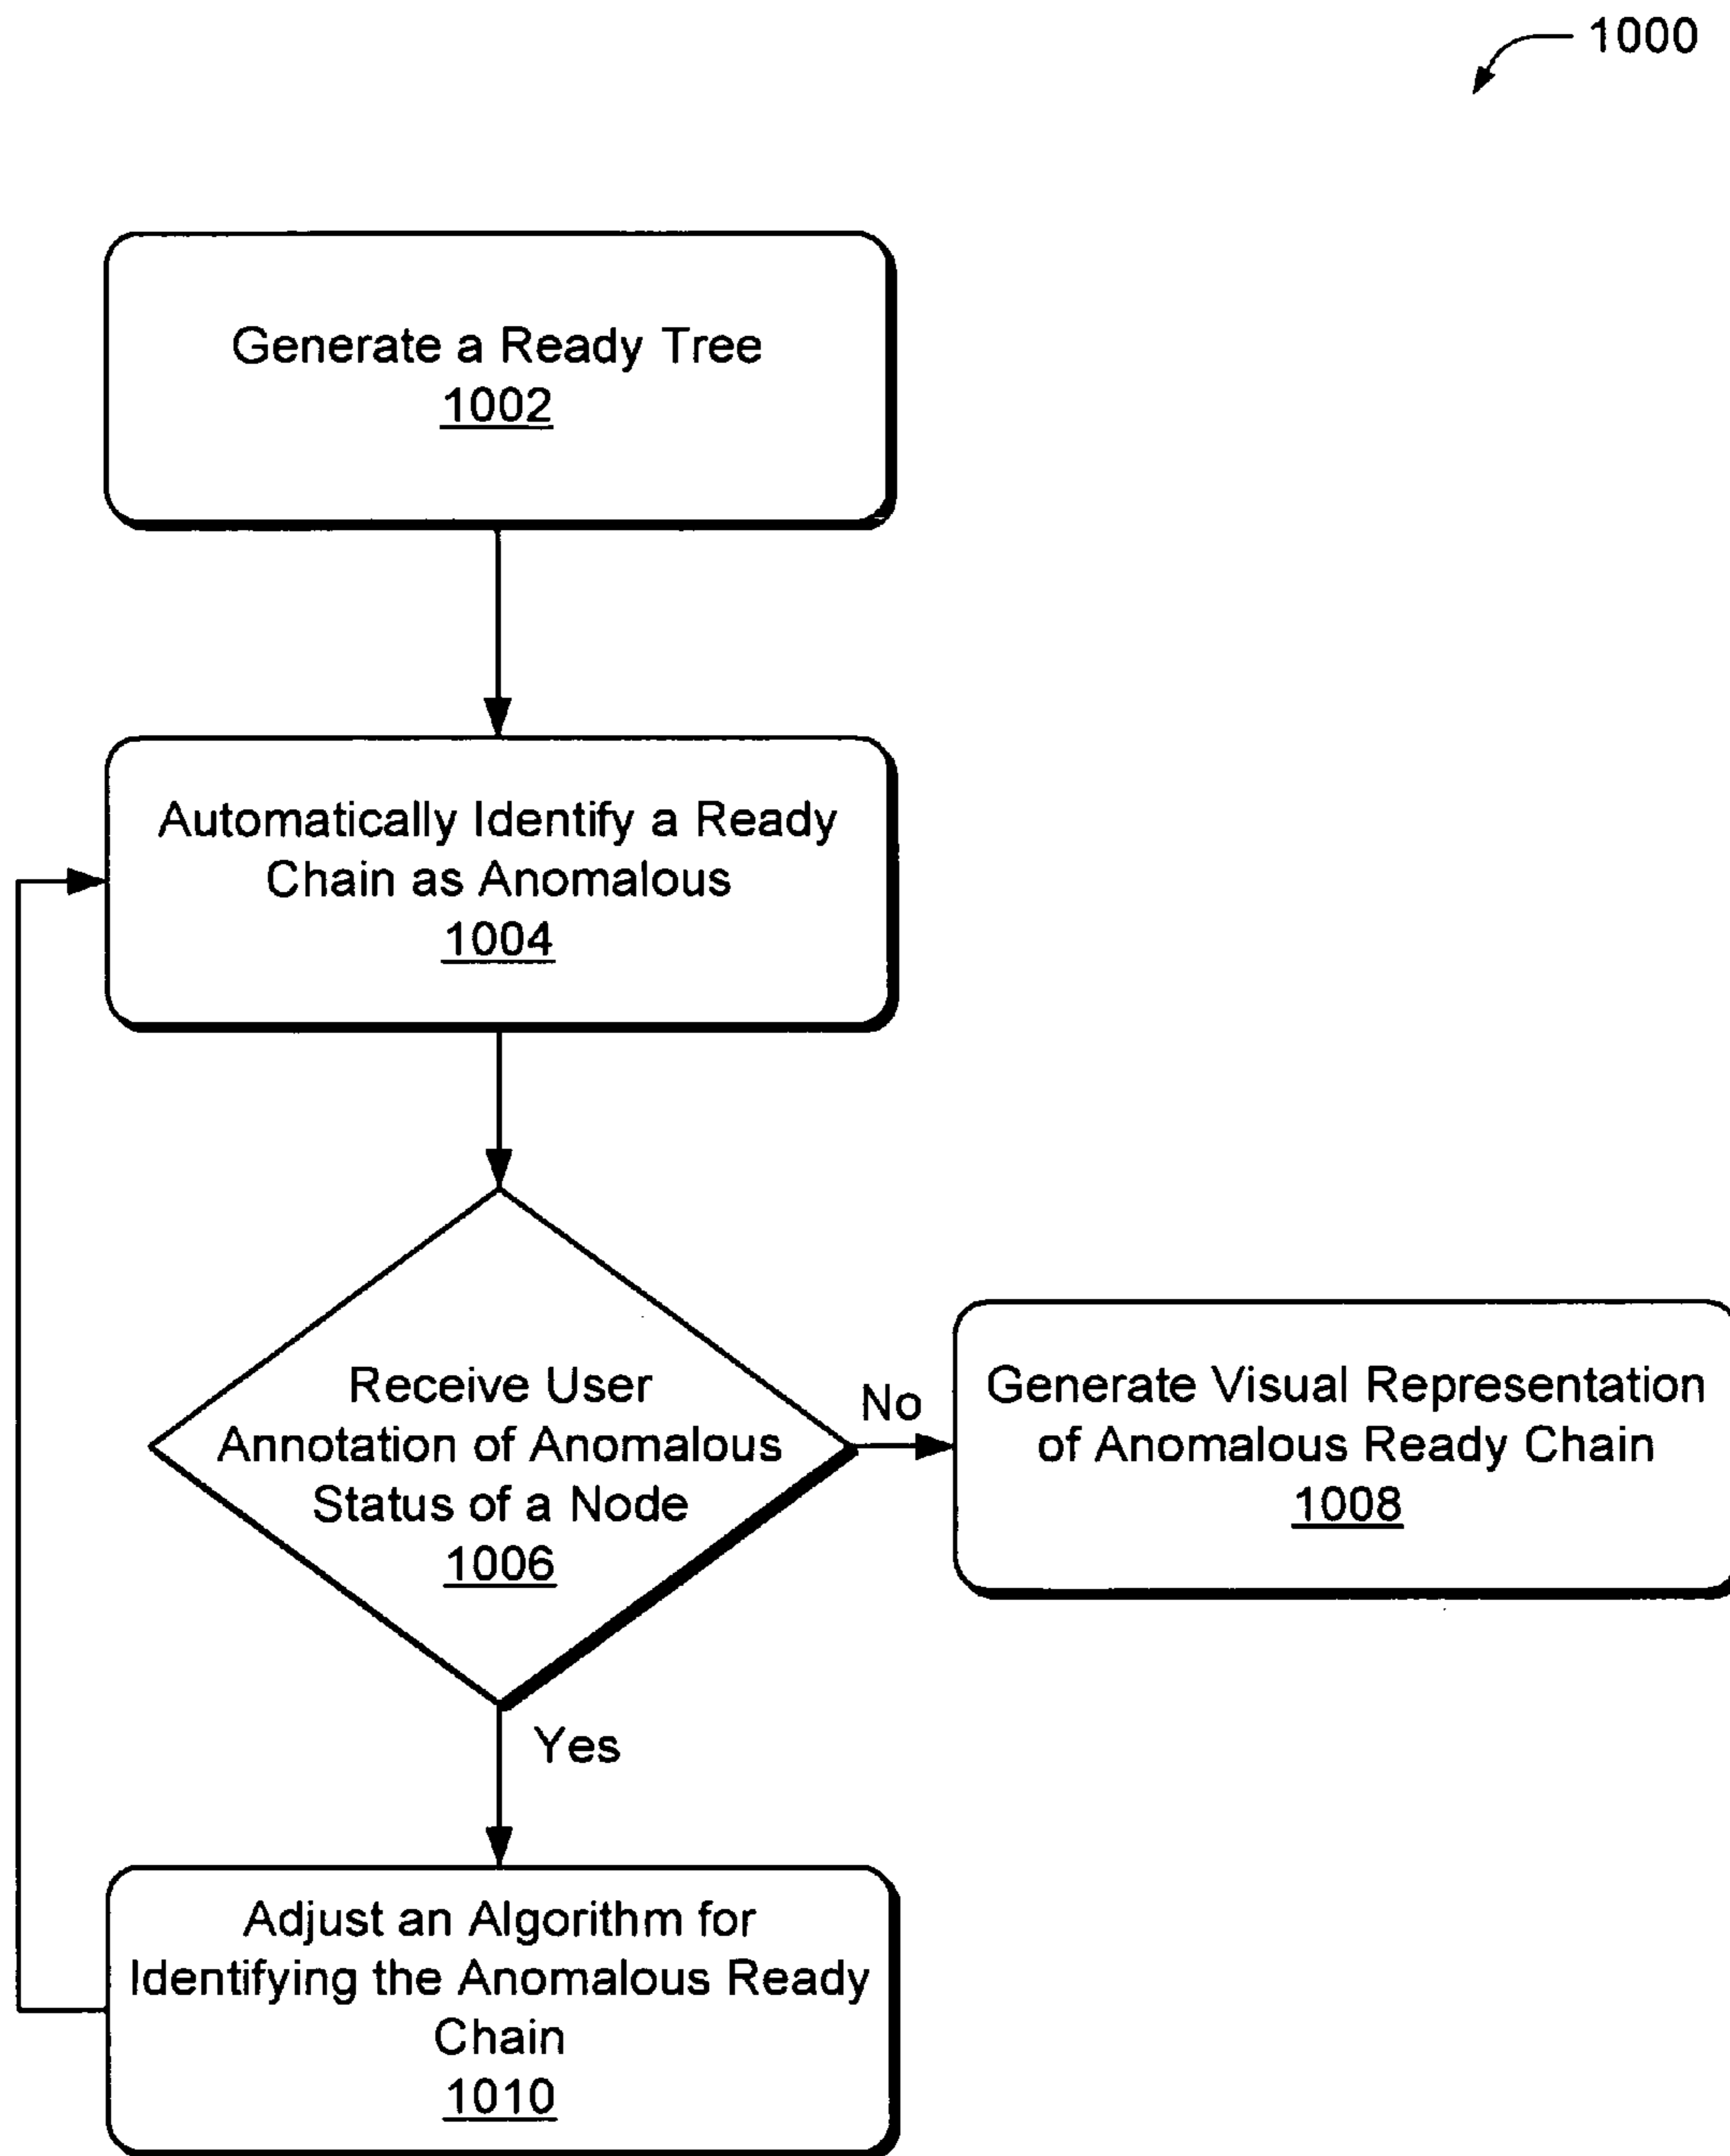 1000
Generate a Ready Tree
1002
Automatically Identify a Ready
Chain as Anomalous
1004
Receive User
Annotation of Anomalous
Status of a Node
1006
No
Generate Visual Representation
of Anomalous Ready Chain
1008
Yes
Adjust an Algorithm for
Identifying the Anomalous Ready
Chain
1010